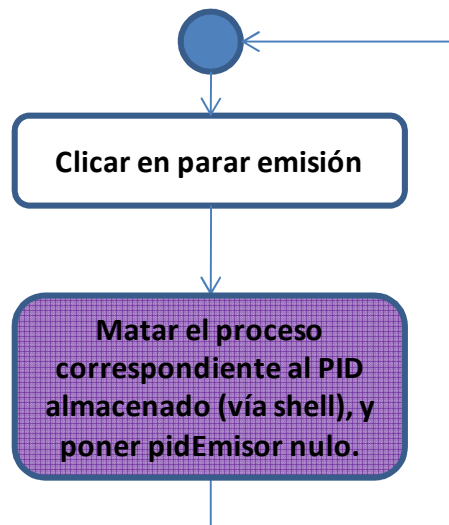 Clicar en parar emisión
Matar el proceso
correspondiente al PID
almacenado (vía shell), y
poner pidEmisor nulo.